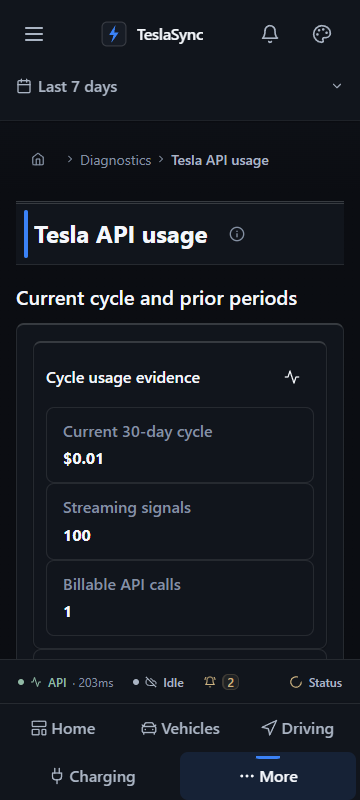 TeslaSync
Last 7 days
Diagnostics > Tesla API usage
Tesla API usage
Current cycle and prior periods
Cycle usage evidence
Current 30-day cycle
$0.01
Streaming signals
100
Billable API calls
1
API · 203ms Idle 2 Status
Home Vehicles Driving
Charging More